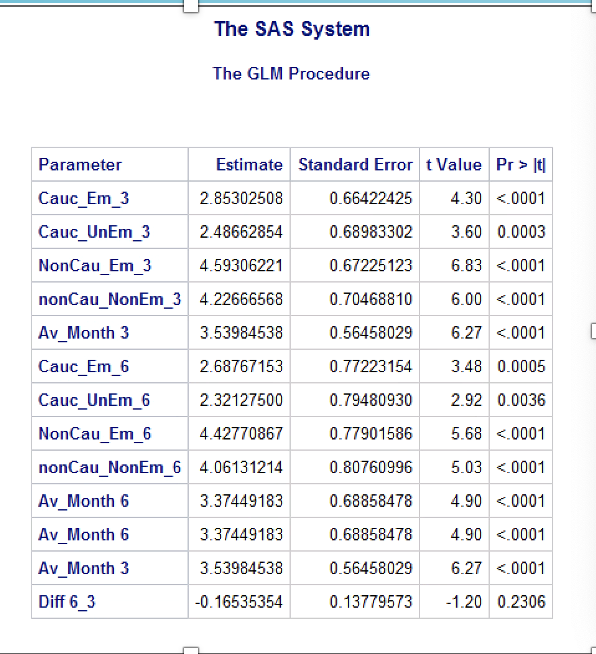 The SAS System
The GLM Procedure
Parameter Estimate Standard Error t Value Pr > |t|
Cauc_Em_3 2.85302508 0.66422425 4.30 <.0001
Cauc_UnEm_3 2.48662854 0.68983302 3.60 0.0003
NonCau_Em_3 4.59306221 0.67225123 6.83 <.0001
nonCau_NonEm_3 4.22666568 0.70468810 6.00 <.0001
Av_Month 3 3.53984538 0.56458029 6.27 <.0001
Cauc_Em_6 2.68767153 0.77223154 3.48 0.0005
Cauc_UnEm_6 2.32127500 0.79480930 2.92 0.0036
NonCau_Em_6 4.42770867 0.77901586 5.68 <.0001
nonCau_NonEm_6 4.06131214 0.80760996 5.03 <.0001
Av_Month 6 3.37449183 0.68858478 4.90 <.0001
Av_Month 6 3.37449183 0.68858478 4.90 <.0001
Av_Month 3 3.53984538 0.56458029 6.27 <.0001
Diff 6_3 -0.16535354 0.13779573 -1.20 0.2306